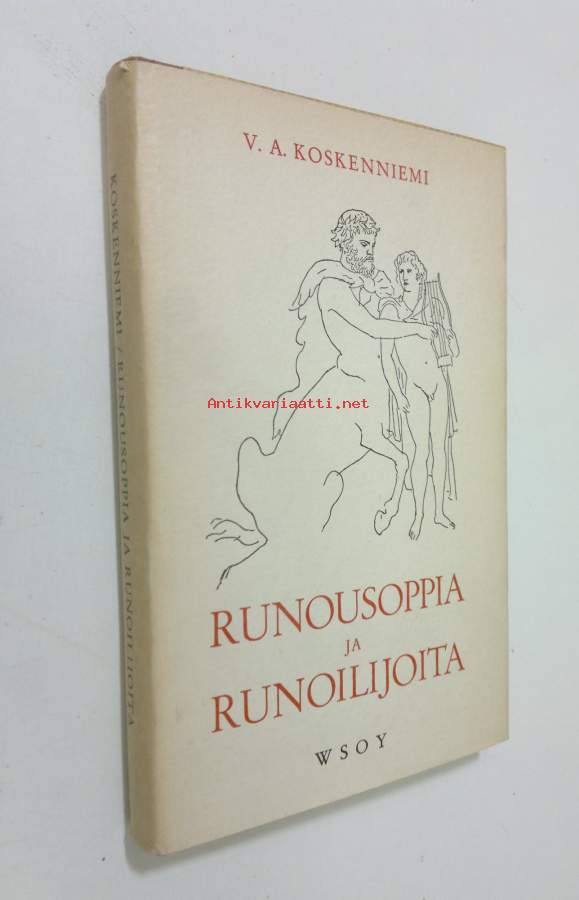 V. A. KOSKENNIEMI
Antikvariaatti.net
RUNOUSOPPIA
JA
RUNOILIJOITA
WSOY
KOSKENNIEMI / RUNOUSOPPIA JA RUNOILIJOITA